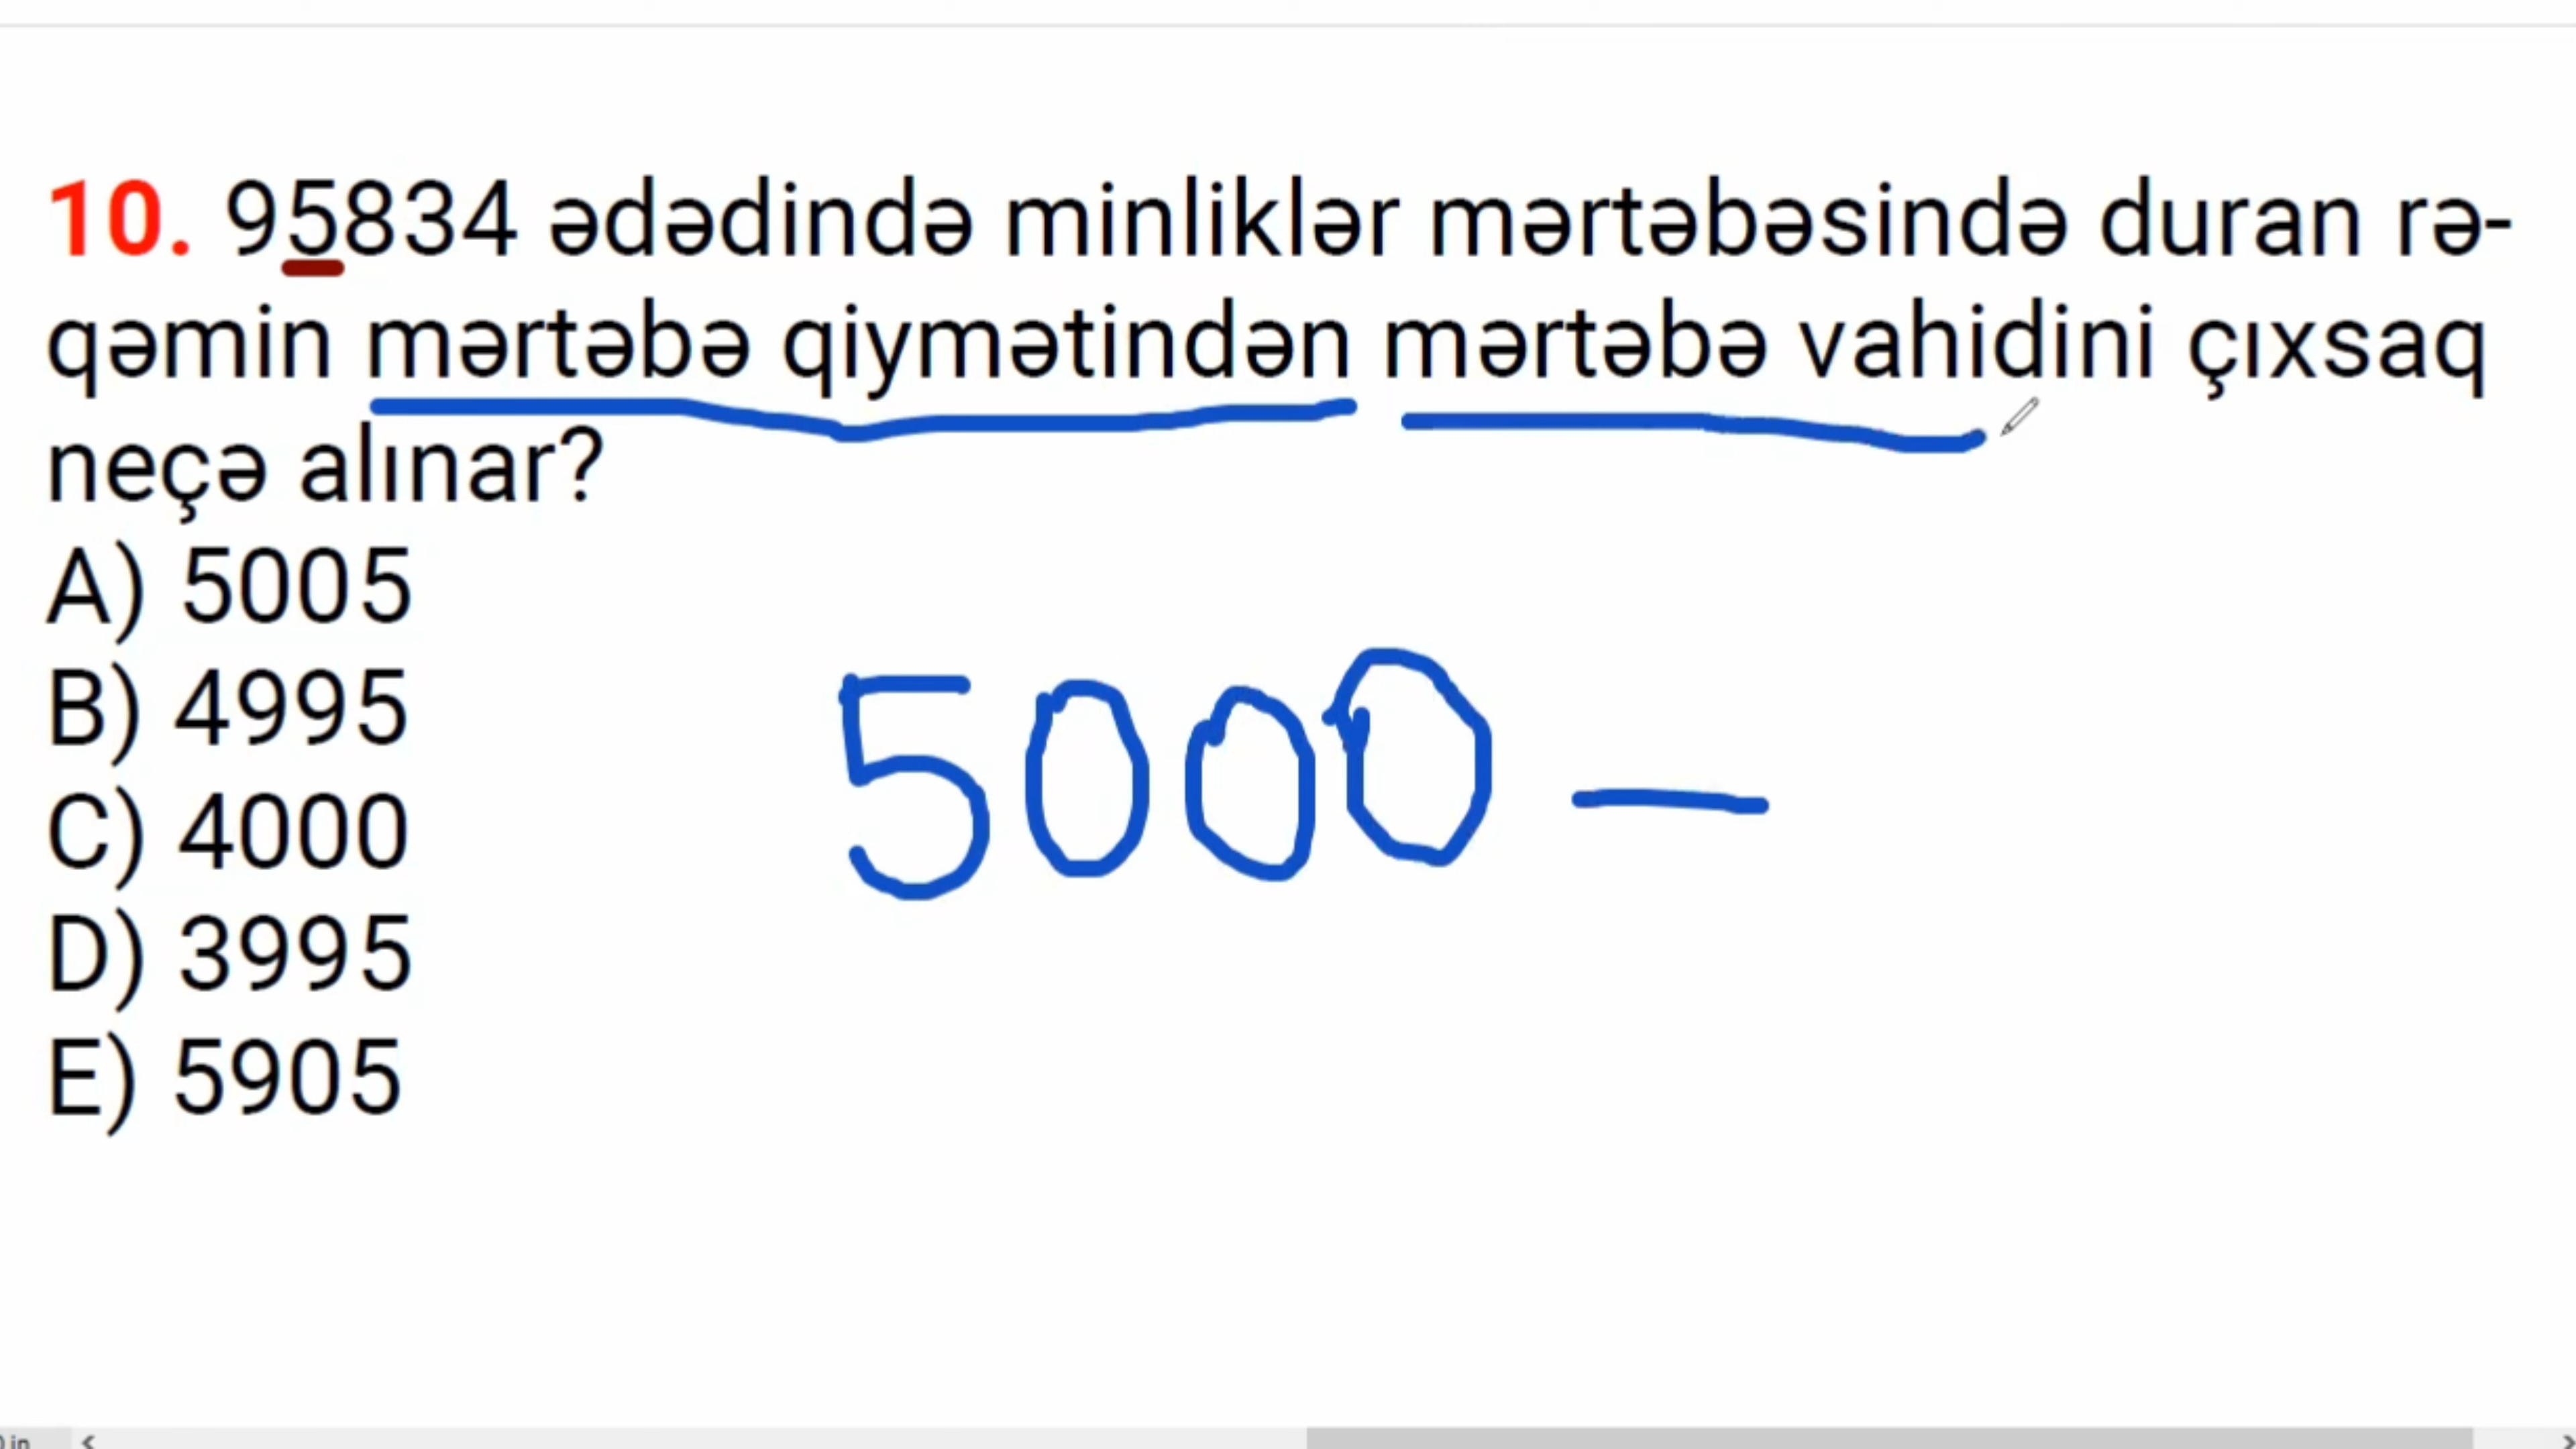 10. 95834 ədədində minliklər mərtəbəsində duran rə-
qəmin mərtəbə qiymətindən mərtəbə vahidini çıxsaq
neçə alınar?
A) 5005
B) 4995
C) 4000
D) 3995
E) 5905
5000 —